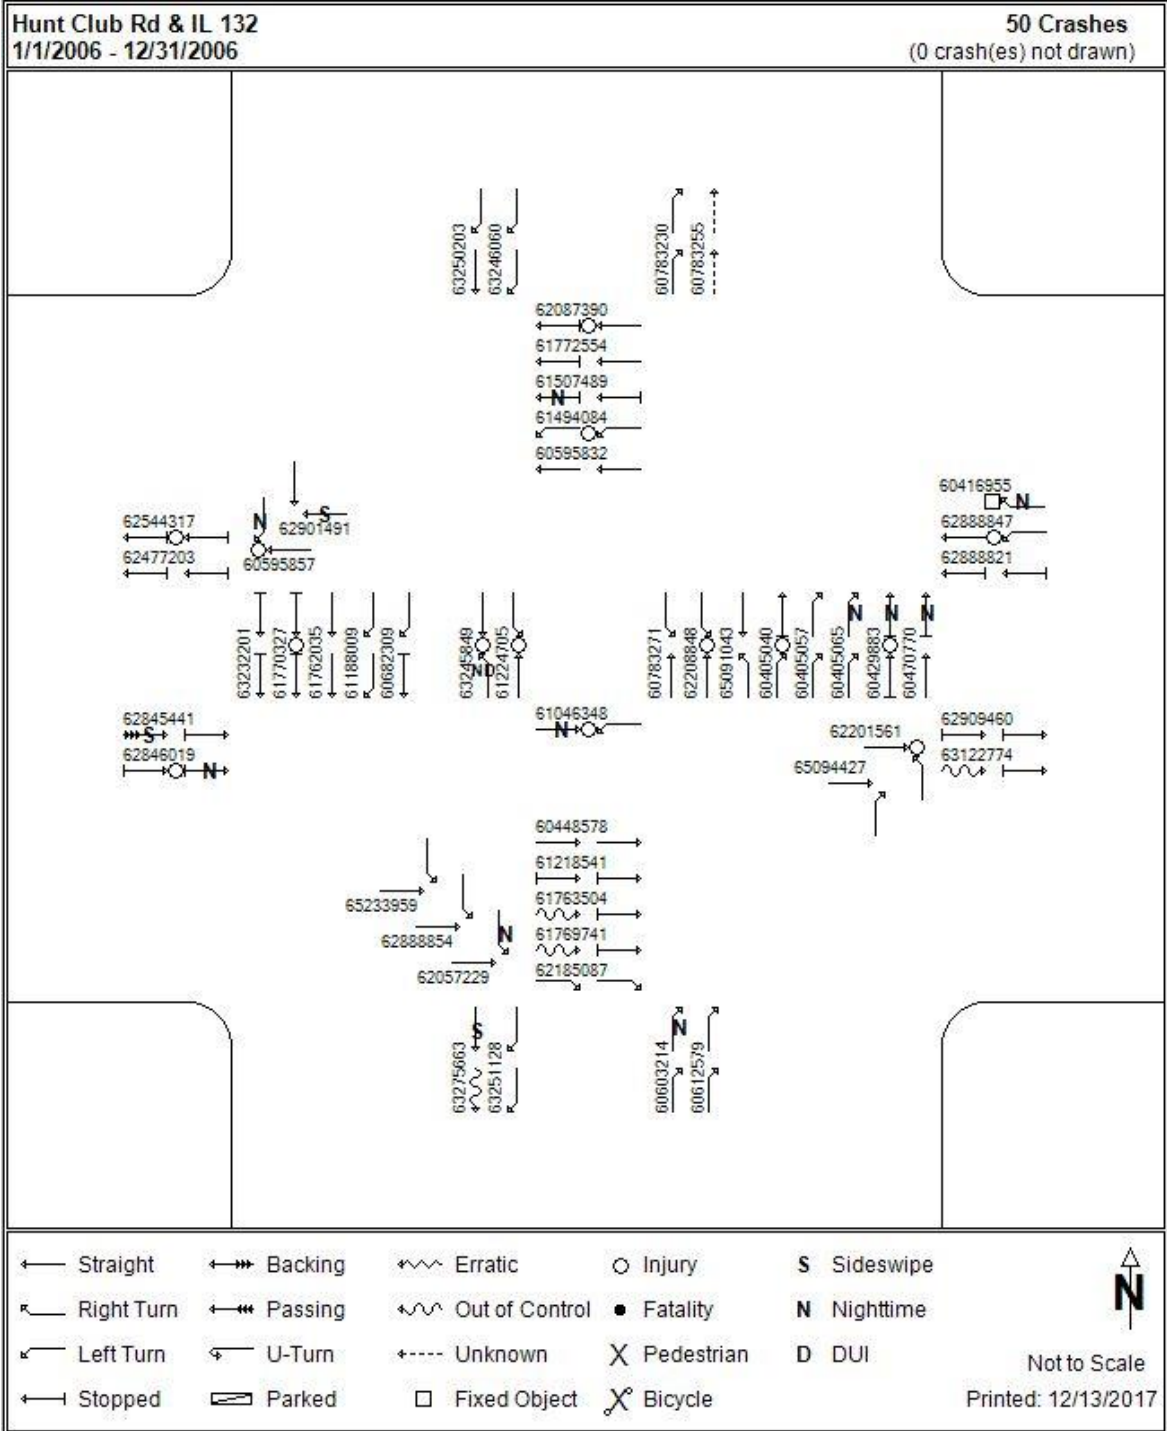 Hunt Club Rd & IL 132
50 Crashes
1/1/2006 - 12/31/2006
(0 crash(es) not drawn)
63250203
63246060
60783230
60783255
62087390
61772554
61507489
N
61494084
60595832
60416955
N
62544317
N
S
62901491
62888847
62477203
60595857
62888821
63232201
61770327
61762035
61188009
60682309
63245849
ND
61224705
60783271
62208848
65091043
60405040
60405057
60405065
N
60429883
N
60470770
N
62845441
S
61046348
N
62201561
62909460
62846019
N
65094427
63122774
60448578
61218541
65233959
61763504
62888854
N
61769741
62057229
62185087
63275663
S
63251128
60603214
N
60612579
Straight
Backing
Erratic
Injury
S Sideswipe
Right Turn
Passing
Out of Control
Fatality
N Nighttime
N
Left Turn
U-Turn
Unknown
Pedestrian
D DUI
Not to Scale
Stopped
Parked
Fixed Object
Bicycle
Printed: 12/13/2017